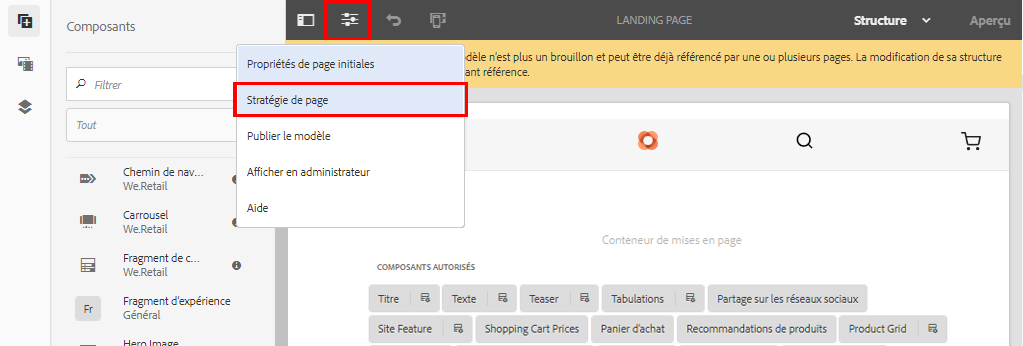 Composants
LANDING PAGE
Structure
Aperçu
Filtrer
Tout
Chemin de nav…
We.Retail
Carrousel
We.Retail
Fragment de c…
We.Retail
Fr
Fragment d'expérience
Général
Hero Image
Propriétés de page initiales
Stratégie de page
Publier le modèle
Afficher en administrateur
Aide
dèle n'est plus un brouillon et peut être déjà référencé par une ou plusieurs pages. La modification de sa structure
ant référence.
Conteneur de mises en page
COMPOSANTS AUTORISÉS
Titre
Texte
Teaser
Tabulations
Partage sur les réseaux sociaux
Site Feature
Shopping Cart Prices
Panier d'achat
Recommandations de produits
Product Grid